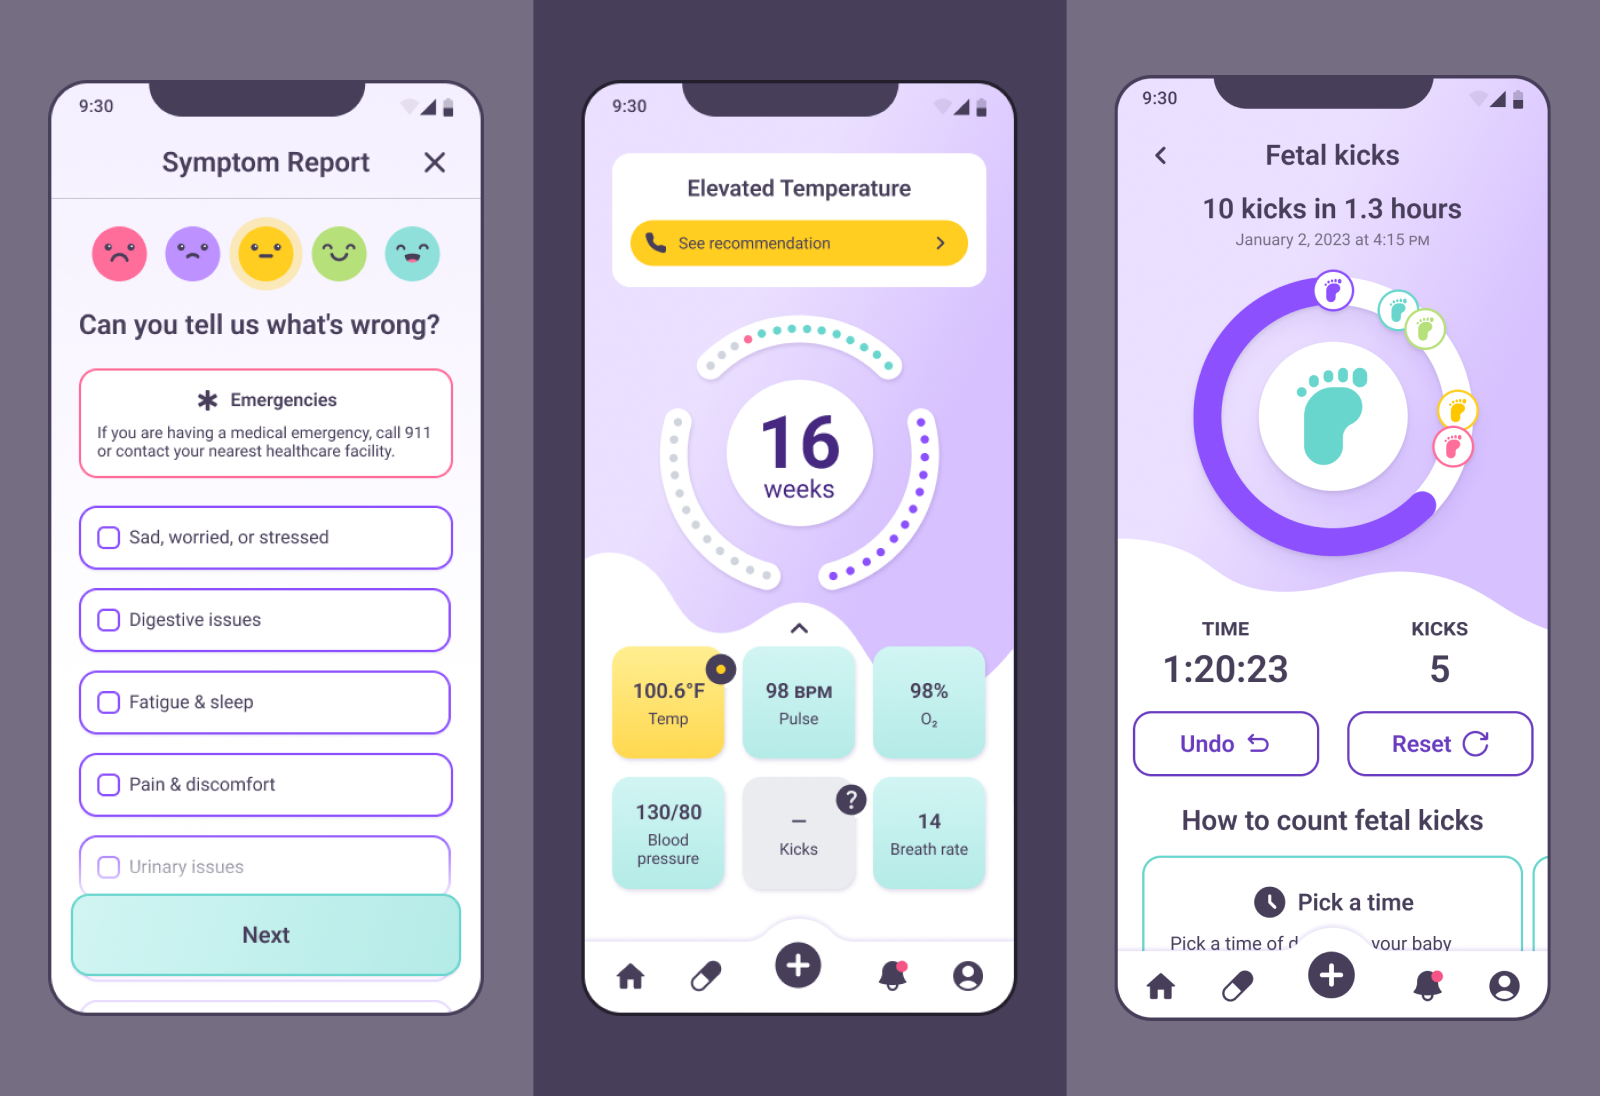 9:30
Symptom Report
Can you tell us what's wrong?
Emergencies
If you are having a medical emergency, call 911
or contact your nearest healthcare facility.
Sad, worried, or stressed
Digestive issues
Fatigue & sleep
Pain & discomfort
Urinary issues
Next
9:30
Elevated Temperature
See recommendation
16
weeks
100.6°F
Temp
98 BPM
Pulse
98%
O₂
130/80
Blood
pressure
?
–
Kicks
14
Breath rate
9:30
Fetal kicks
10 kicks in 1.3 hours
January 2, 2023 at 4:15 PM
TIME
1:20:23
KICKS
5
Undo
Reset
How to count fetal kicks
Pick a time
Pick a time of your baby